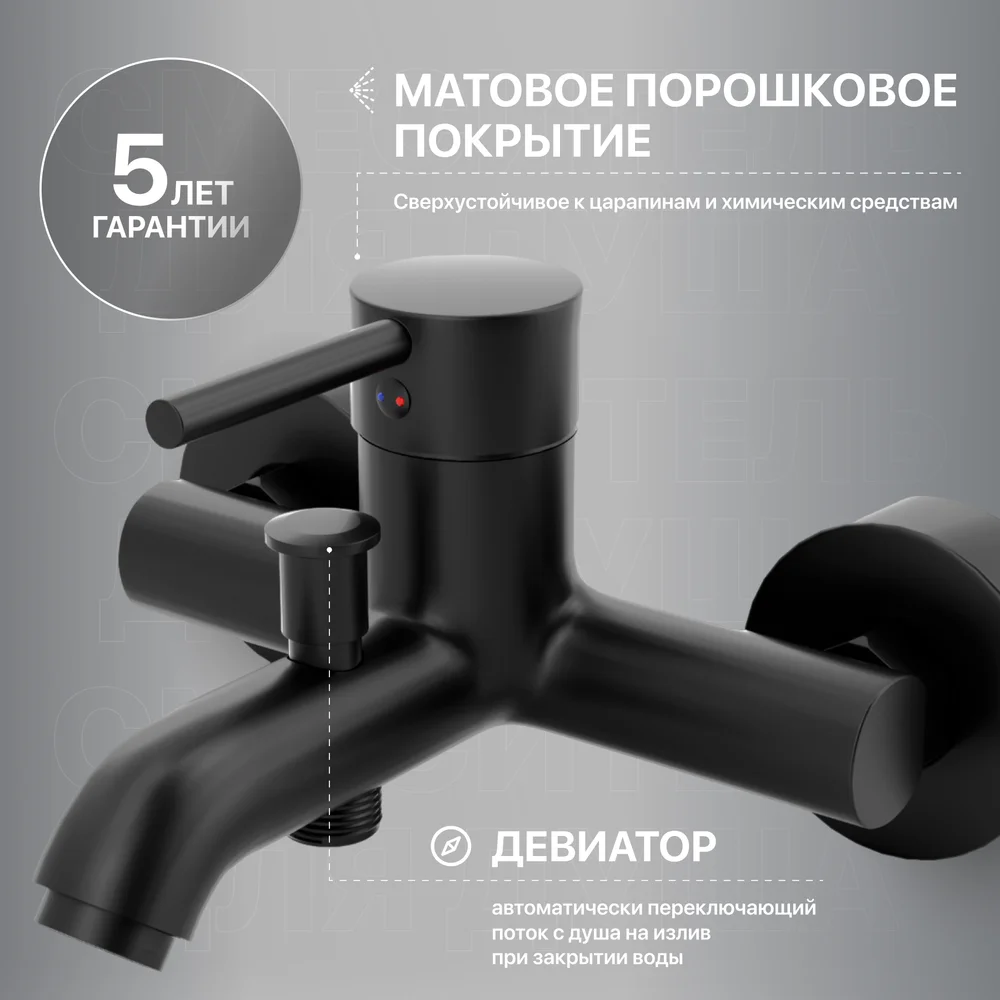 5 ЛЕТ
ГАРАНТИИ
МАТОВОЕ ПОРОШКОВОЕ
ПОКРЫТИЕ
Сверхустойчивое к царапинам и химическим средствам
ДЕВИАТОР
автоматически переключающий
поток с душа на излив
при закрытии воды